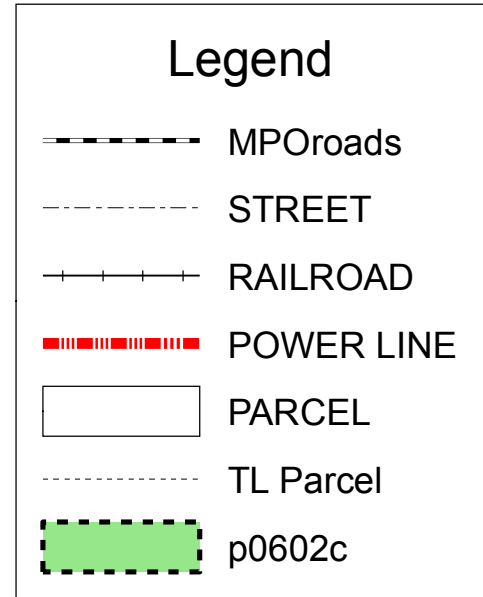 Legend
MPOroads
STREET
RAILROAD
POWER LINE
PARCEL
TL Parcel
p0602c